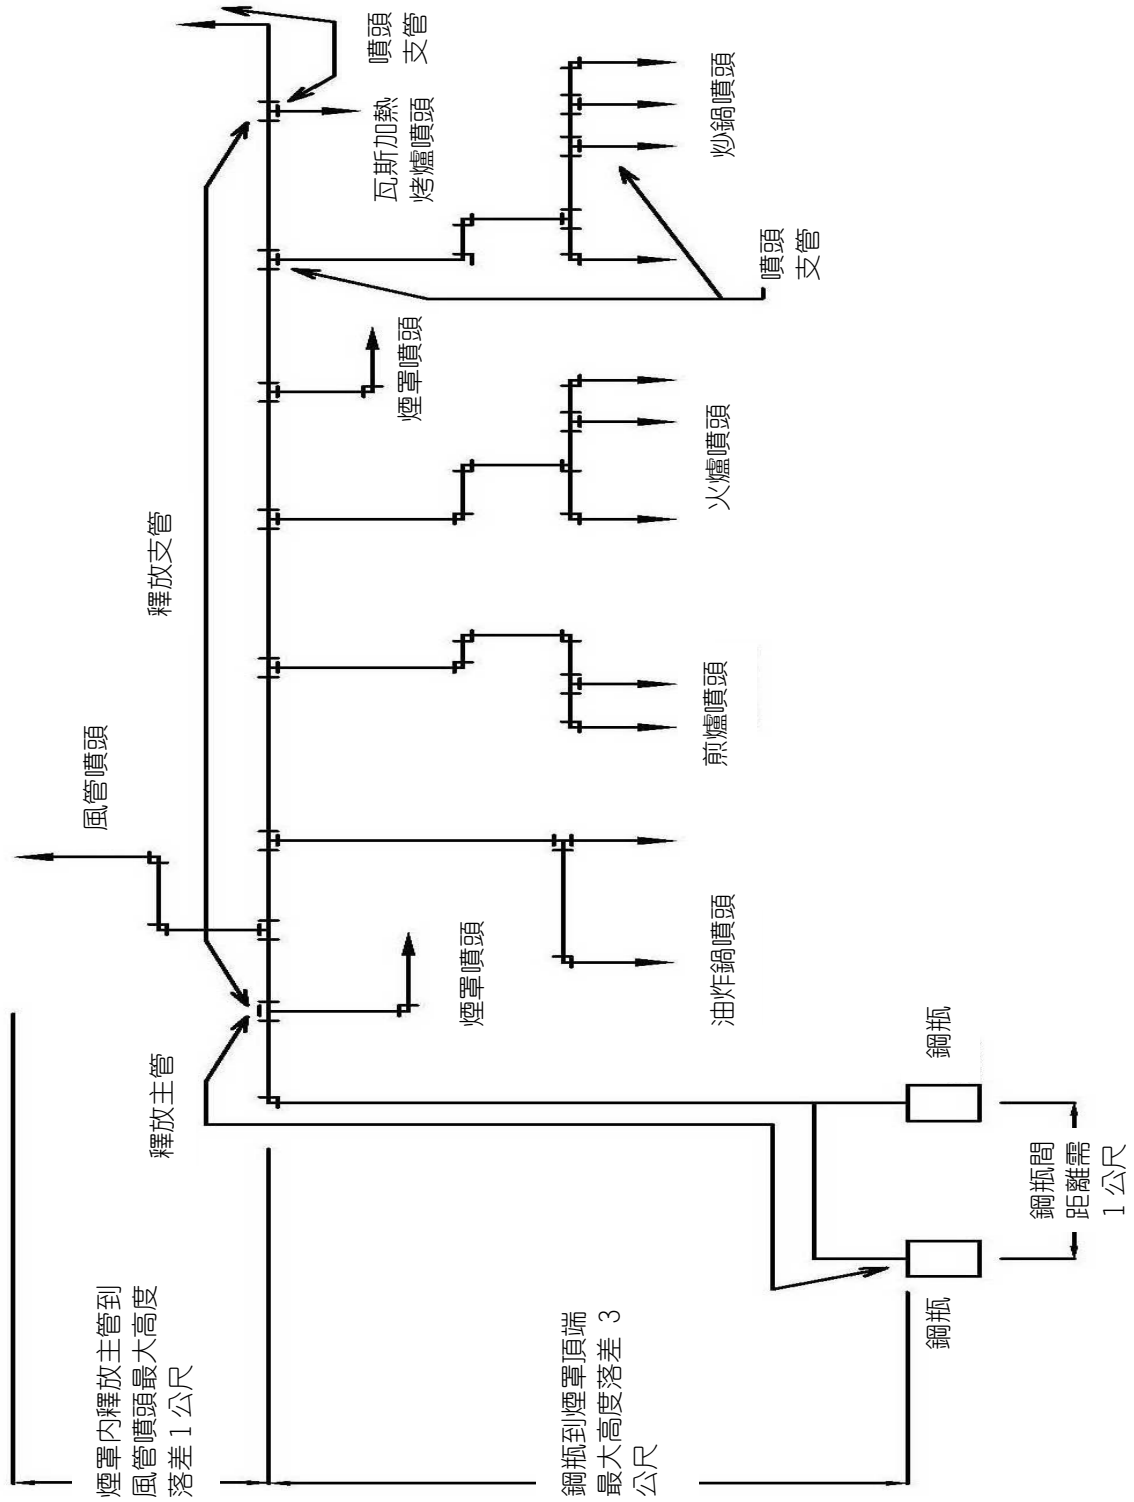 噴頭
支管
瓦斯加熱
烤爐噴頭
炒鍋噴頭
噴頭
支管
煙罩噴頭
火爐噴頭
釋放支管
煎爐噴頭
風管噴頭
煙罩噴頭
油炸鍋噴頭
釋放主管
鋼瓶
鋼瓶間
距離需
1 公尺
鋼瓶
煙罩內釋放主管到
風管噴頭最大高度
落差 1 公尺
鋼瓶到煙罩頂端
最大高度落差 3
公尺